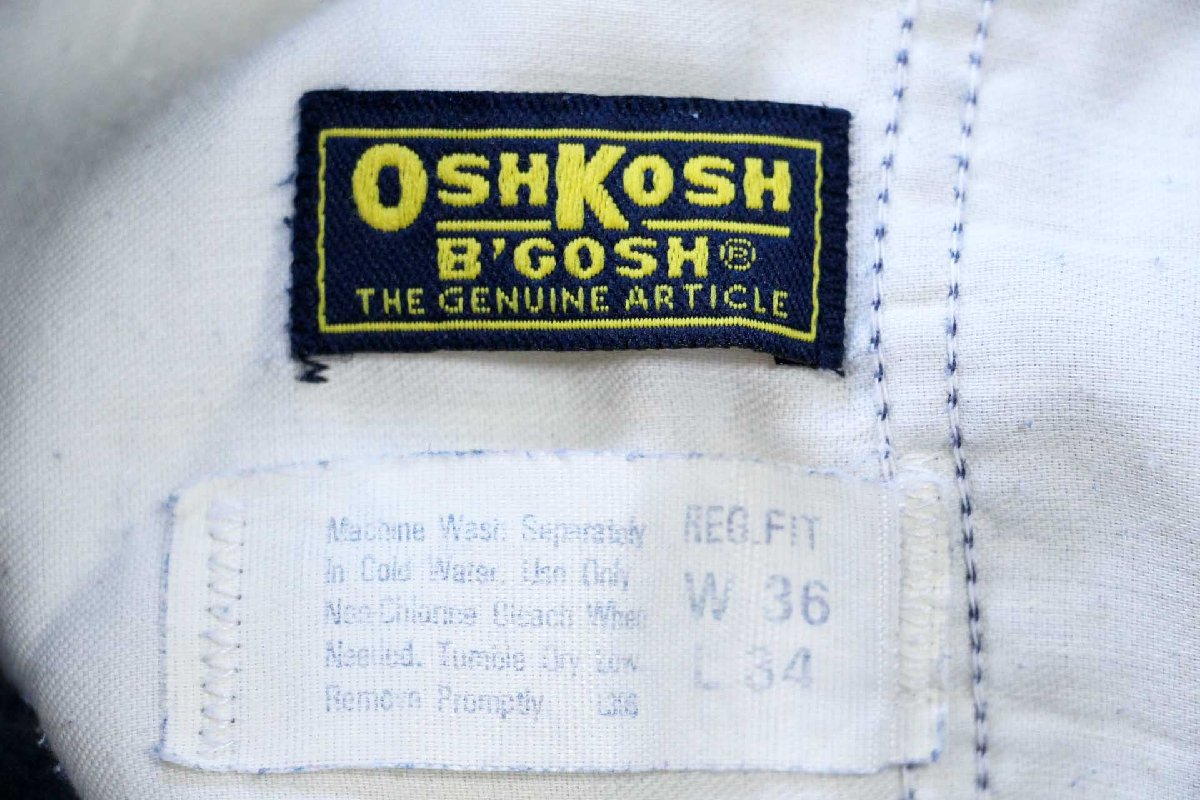 OSHKOSH
B'GOSH®
THE GENUINE ARTICLE
Machine Wash Separately
In Cold Water. Use Only
Non-Chlorine Bleach When
Needed. Tumble Dry Low
Remove Promptly.
REG.FIT
W 36
L 34